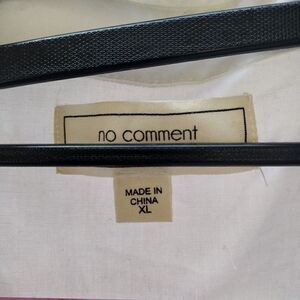 no comment
MADE IN
CHINA
XL